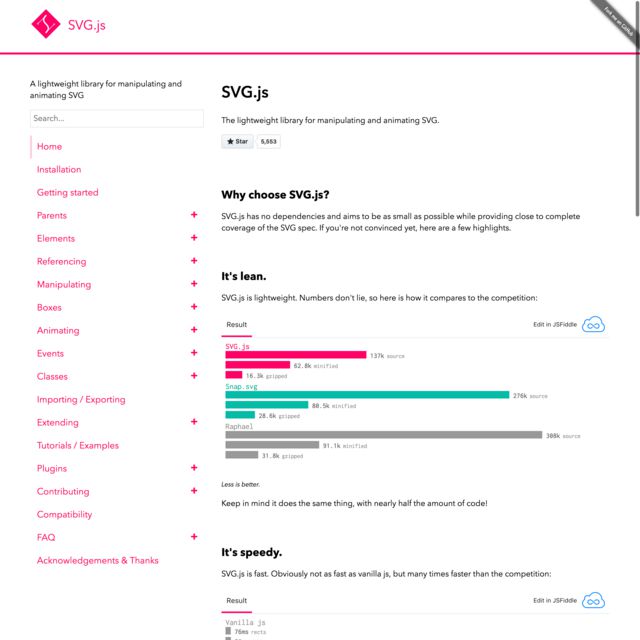 SVG.js
Fork me on GitHub
A lightweight library for manipulating and
animating SVG
Search...
Home
Installation
Getting started
Parents +
Elements +
Referencing +
Manipulating +
Boxes +
Animating +
Events +
Classes +
Importing / Exporting
Extending +
Tutorials / Examples
Plugins +
Contributing +
Compatibility
FAQ +
Acknowledgements & Thanks
SVG.js
The lightweight library for manipulating and animating SVG.
Star 5,553
Why choose SVG.js?
SVG.js has no dependencies and aims to be as small as possible while providing close to complete
coverage of the SVG spec. If you're not convinced yet, here are a few highlights.
It's lean.
SVG.js is lightweight. Numbers don't lie, so here is how it compares to the competition:
Result Edit in JSFiddle
SVG.js
137k source
62.8k minified
16.3k gzipped
Snap.svg
276k source
80.5k minified
28.6k gzipped
Raphael
308k source
91.1k minified
31.8k gzipped
Less is better.
Keep in mind it does the same thing, with nearly half the amount of code!
It's speedy.
SVG.js is fast. Obviously not as fast as vanilla js, but many times faster than the competition:
Result Edit in JSFiddle
Vanilla js
76ms rects